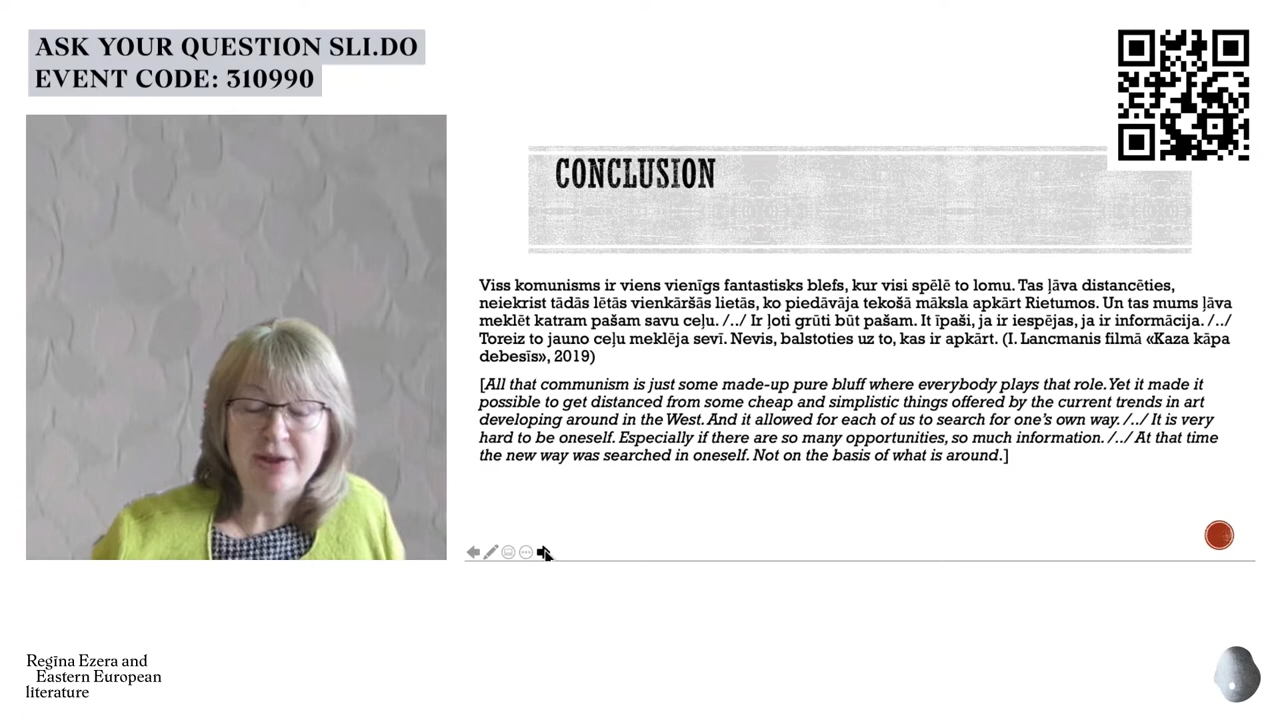 ASK YOUR QUESTION SLI.DO
EVENT CODE: 310990
CONCLUSION
Viss komunisms ir viens vienīgs fantastisks blefs, kur visi spēlē to lomu. Tas ļāva distancēties,
neiekrist tādās lētās vienkāršās lietās, ko piedāvāja tekošā māksla apkārt Rietumos. Un tas mums ļāva
meklēt katram pašam savu ceļu. /../ Ir ļoti grūti būt pašam. It īpaši, ja ir iespējas, ja ir informācija. /../
Toreiz to jauno ceļu meklēja sevī. Nevis, balstoties uz to, kas ir apkārt. (I. Lancmanis filmā «Kaza kāpa
debesīs», 2019)
[All that communism is just some made-up pure bluff where everybody plays that role. Yet it made it
possible to get distanced from some cheap and simplistic things offered by the current trends in art
developing around in the West. And it allowed for each of us to search for one's own way. /../ It is very
hard to be oneself. Especially if there are so many opportunities, so much information. /../ At that time
the new way was searched in oneself. Not on the basis of what is around.]
Regīna Ezera and
Eastern European
literature